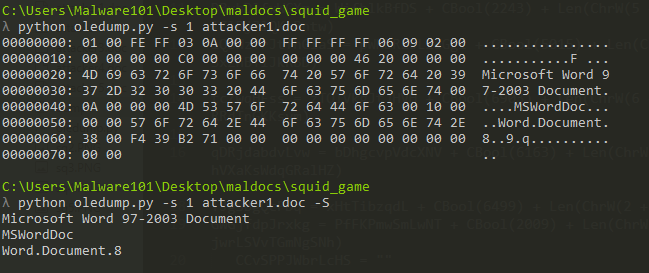 C:\Users\Malware101\Desktop\maldocs\squid_game
λ python oledump.py -s 1 attacker1.doc
00000000: 01 00 FE FF 03 0A 00 00  FF FF FF FF 06 09 02 00  ................
00000010: 00 00 00 00 C0 00 00 00  00 00 00 46 20 00 00 00  ...........F ...
00000020: 4D 69 63 72 6F 73 6F 66  74 20 57 6F 72 64 20 39  Microsoft Word 9
00000030: 37 2D 32 30 30 33 20 44  6F 63 75 6D 65 6E 74 00  7-2003 Document.
00000040: 0A 00 00 00 4D 53 57 6F  72 64 44 6F 63 00 10 00  ....MSWordDoc...
00000050: 00 00 57 6F 72 64 2E 44  6F 63 75 6D 65 6E 74 2E  ..Word.Document.
00000060: 38 00 F4 39 B2 71 00 00  00 00 00 00 00 00 00 00  8..9.q..........
00000070: 00 00  ..
C:\Users\Malware101\Desktop\maldocs\squid_game
λ python oledump.py -s 1 attacker1.doc -S
Microsoft Word 97-2003 Document
MSWordDoc
Word.Document.8